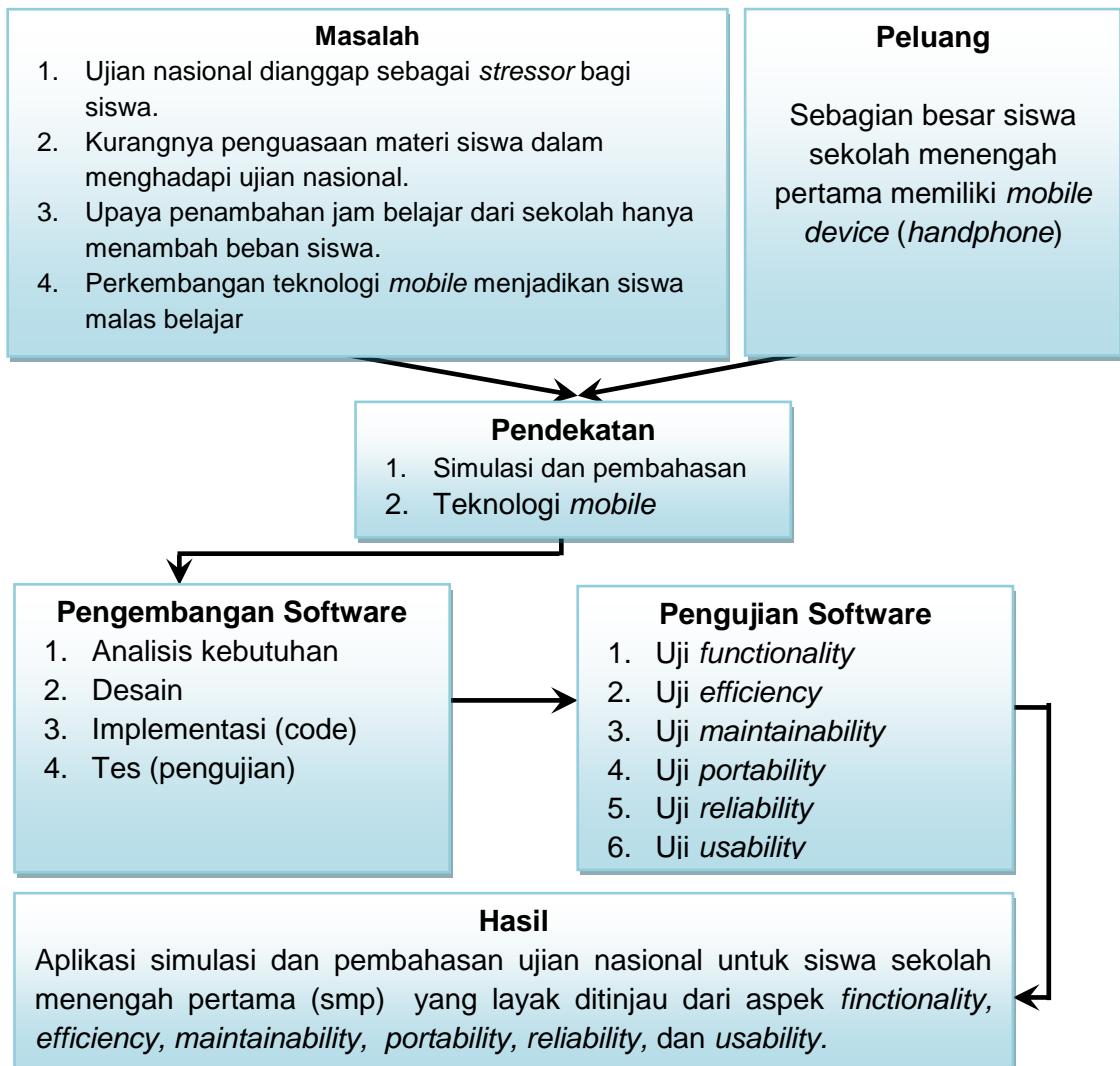 Masalah
1. Ujian nasional dianggap sebagai stressor bagi
siswa.
2. Kurangnya penguasaan materi siswa dalam
menghadapi ujian nasional.
3. Upaya penambahan jam belajar dari sekolah hanya
menambah beban siswa.
4. Perkembangan teknologi mobile menjadikan siswa
malas belajar
Peluang
Sebagian besar siswa
sekolah menengah
pertama memiliki mobile
device (handphone)
Pendekatan
1. Simulasi dan pembahasan
2. Teknologi mobile
Pengembangan Software
1. Analisis kebutuhan
2. Desain
3. Implementasi (code)
4. Tes (pengujian)
Pengujian Software
1. Uji functionality
2. Uji efficiency
3. Uji maintainability
4. Uji portability
5. Uji reliability
6. Uji usability
Hasil
Aplikasi simulasi dan pembahasan ujian nasional untuk siswa sekolah
menengah pertama (smp) yang layak ditinjau dari aspek finctionality,
efficiency, maintainability, portability, reliability, dan usability.